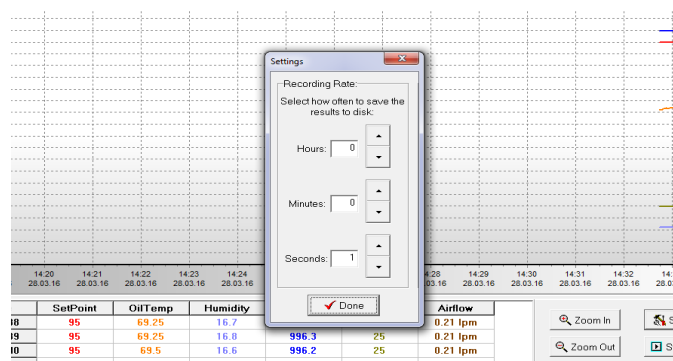 Settings
Recording Rate:
Select how often to save the
results to disk:
Hours: 0
Minutes: 0
Seconds: 1
Done
14:20 14:21 14:22 14:23 14:24 4:28 14:29 14:30 14:31 14:32
28.03.16 28.03.16 28.03.16 28.03.16 28.03.16 28.03.16 28.03.16 28.03.16 28.03.16
SetPoint OilTemp Humidity Airflow
95 69.25 16.7 0.21 lpm
95 69.25 16.8 996.3 25 0.21 lpm
95 69.5 16.6 996.2 25 0.21 lpm
Zoom In
Zoom Out